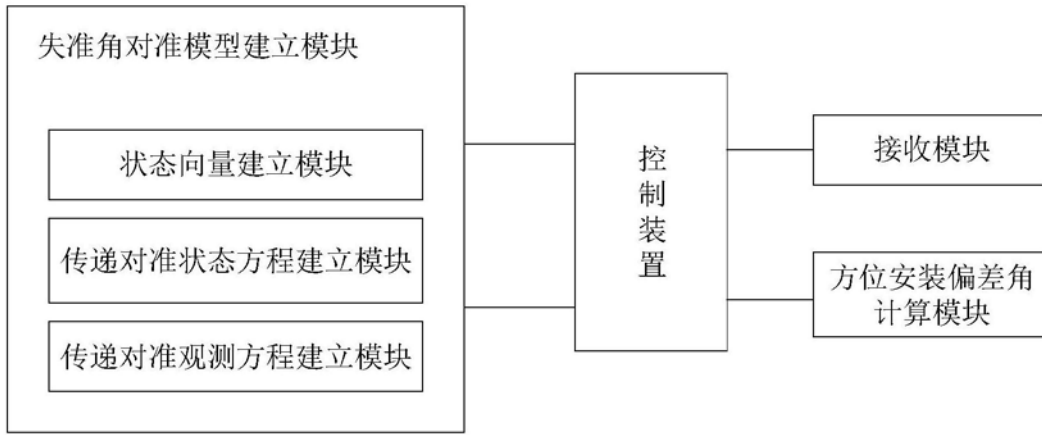 失准角对准模型建立模块
状态向量建立模块
传递对准状态方程建立模块
传递对准观测方程建立模块
控制装置
接收模块
方位安装偏差角
计算模块